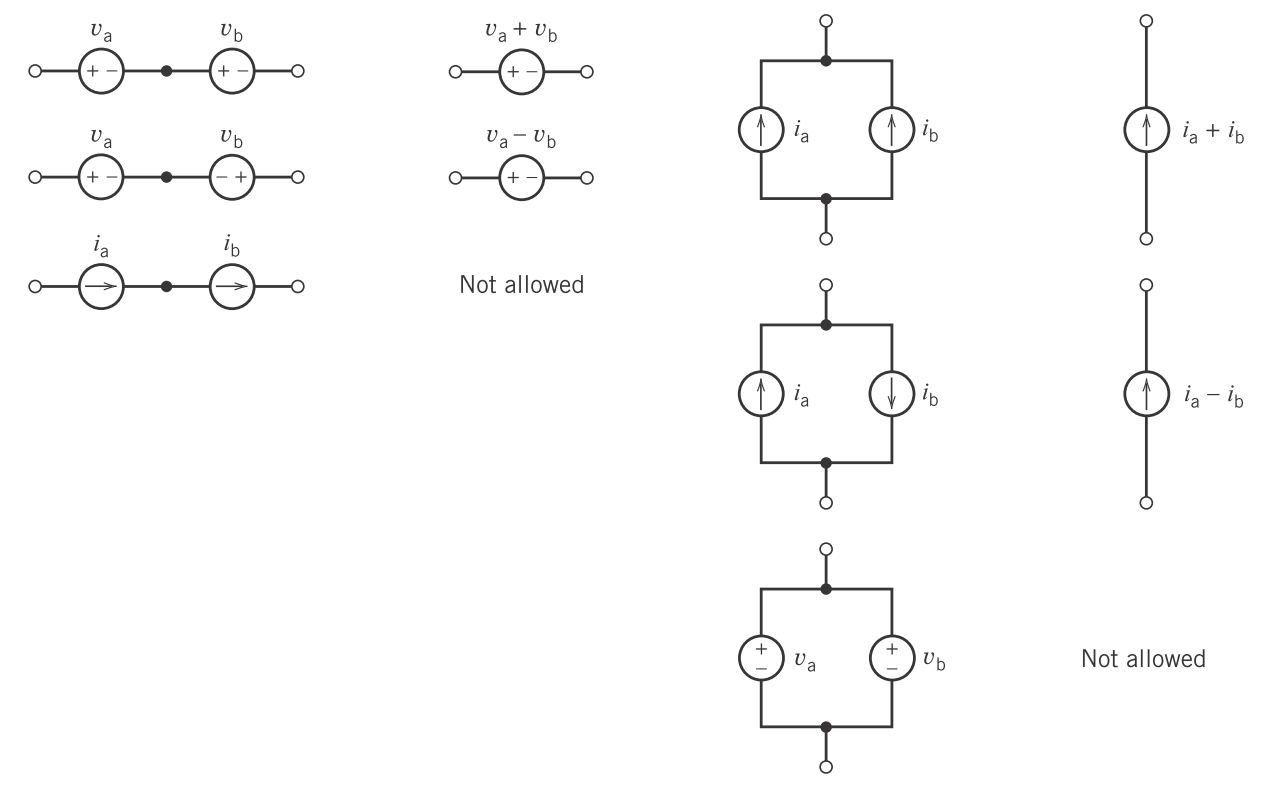 v_a v_b
+ − + −
v_a + v_b
+ −
v_a v_b
+ − − +
v_a − v_b
+ −
i_a i_b
Not allowed
i_a i_b
i_a + i_b
i_a i_b
i_a − i_b
+ − v_a + − v_b
Not allowed